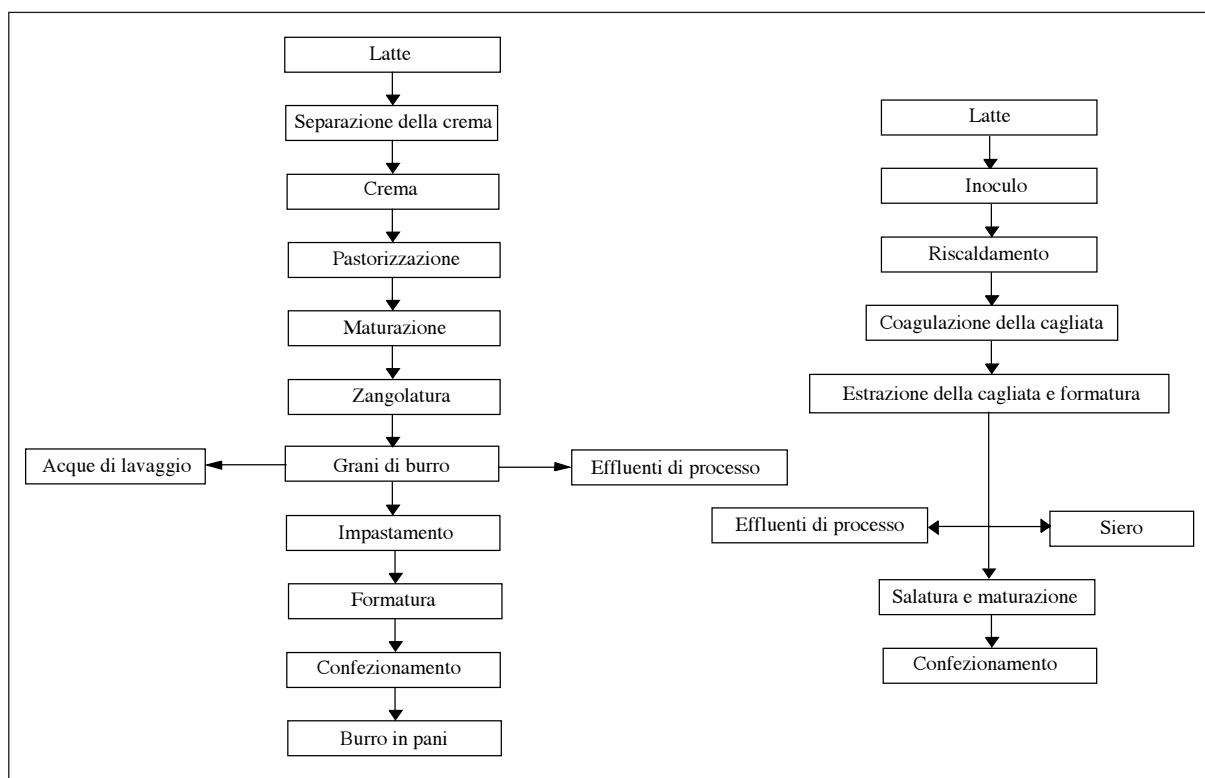 Latte
Separazione della crema
Crema
Pastorizzazione
Maturazione
Zangolatura
Acque di lavaggio
Grani di burro
Effluenti di processo
Impastamento
Formatura
Confezionamento
Burro in pani
Latte
Inoculo
Riscaldamento
Coagulazione della cagliata
Estrazione della cagliata e formatura
Effluenti di processo
Siero
Salatura e maturazione
Confezionamento